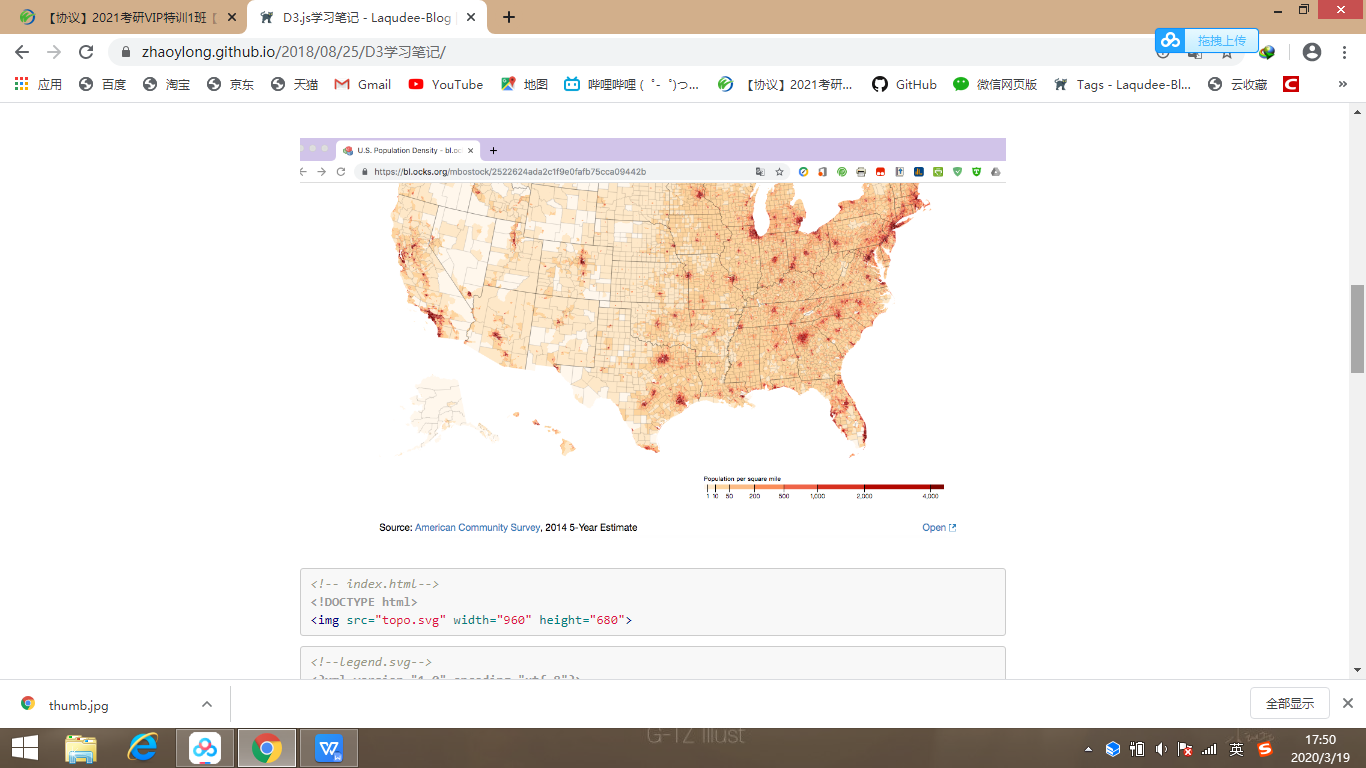 【协议】2021考研VIP特训1班
D3.js学习笔记 - Laqudee-Blog
zhaoylong.github.io/2018/08/25/D3学习笔记/
拖拽上传
应用 百度 淘宝 京东 天猫 Gmail YouTube 地图 哔哩哔哩 ( ゜- ゜)つ... 【协议】2021考研... GitHub 微信网页版 Tags - Laqudee-Bl... 云收藏
U.S. Population Density - bl.oc
https://bl.ocks.org/mbostock/2522624ada2c1f9e0fafb75cca09442b
Population per square mile
1 10 50 200 500 1,000 2,000 4,000
Source: American Community Survey, 2014 5-Year Estimate
Open
<!-- index.html-->
<!DOCTYPE html>
<img src="topo.svg" width="960" height="680">
<!--legend.svg-->
<?xml version="1.0" encoding="utf-8"?>
thumb.jpg
全部显示
G-TZ Illust
英
17:50
2020/3/19